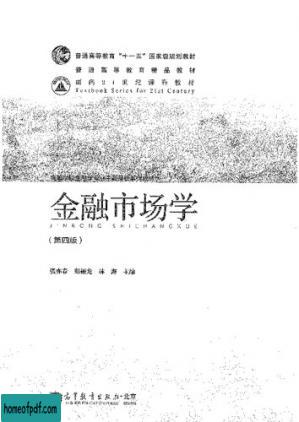 普通高等教育“十一五”国家级规划教材
普通高等教育精品教材
面向21世纪课程教材
Textbook Series for 21st Century
金融市场学
JINRONG SHICHANGXUE
(第四版)
张亦春 郑振龙 林海 主编
高等教育出版社·北京
homeofpdf.com
homeofpdf.com